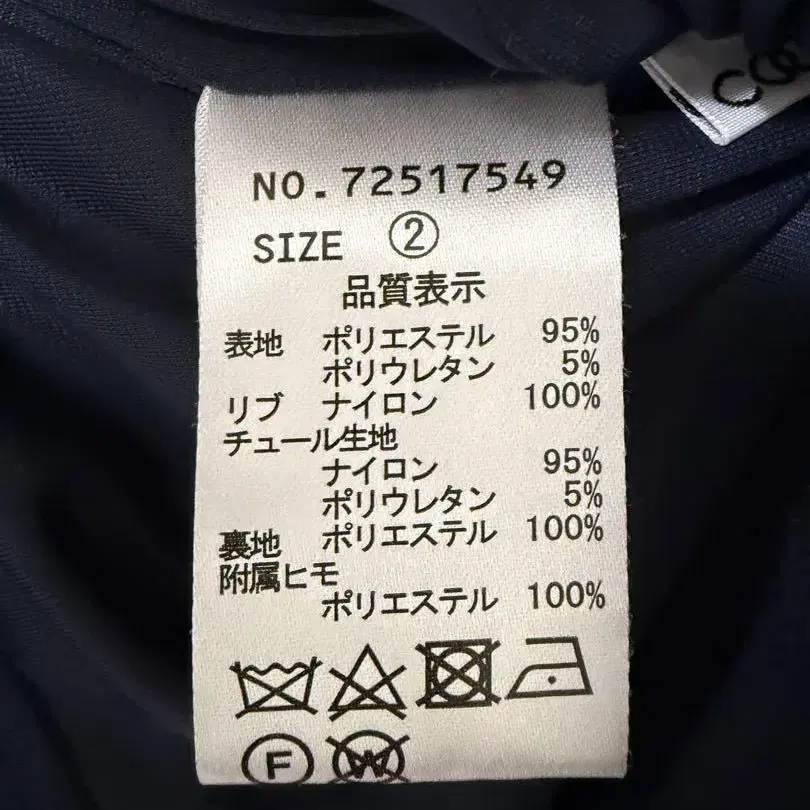 COO
NO.72517549
SIZE ②
品質表示
表地 ポリエステル 95%
ポリウレタン 5%
リブ ナイロン 100%
チュール生地
ナイロン 95%
ポリウレタン 5%
裏地 ポリエステル 100%
附属ヒモ
ポリエステル 100%
F W